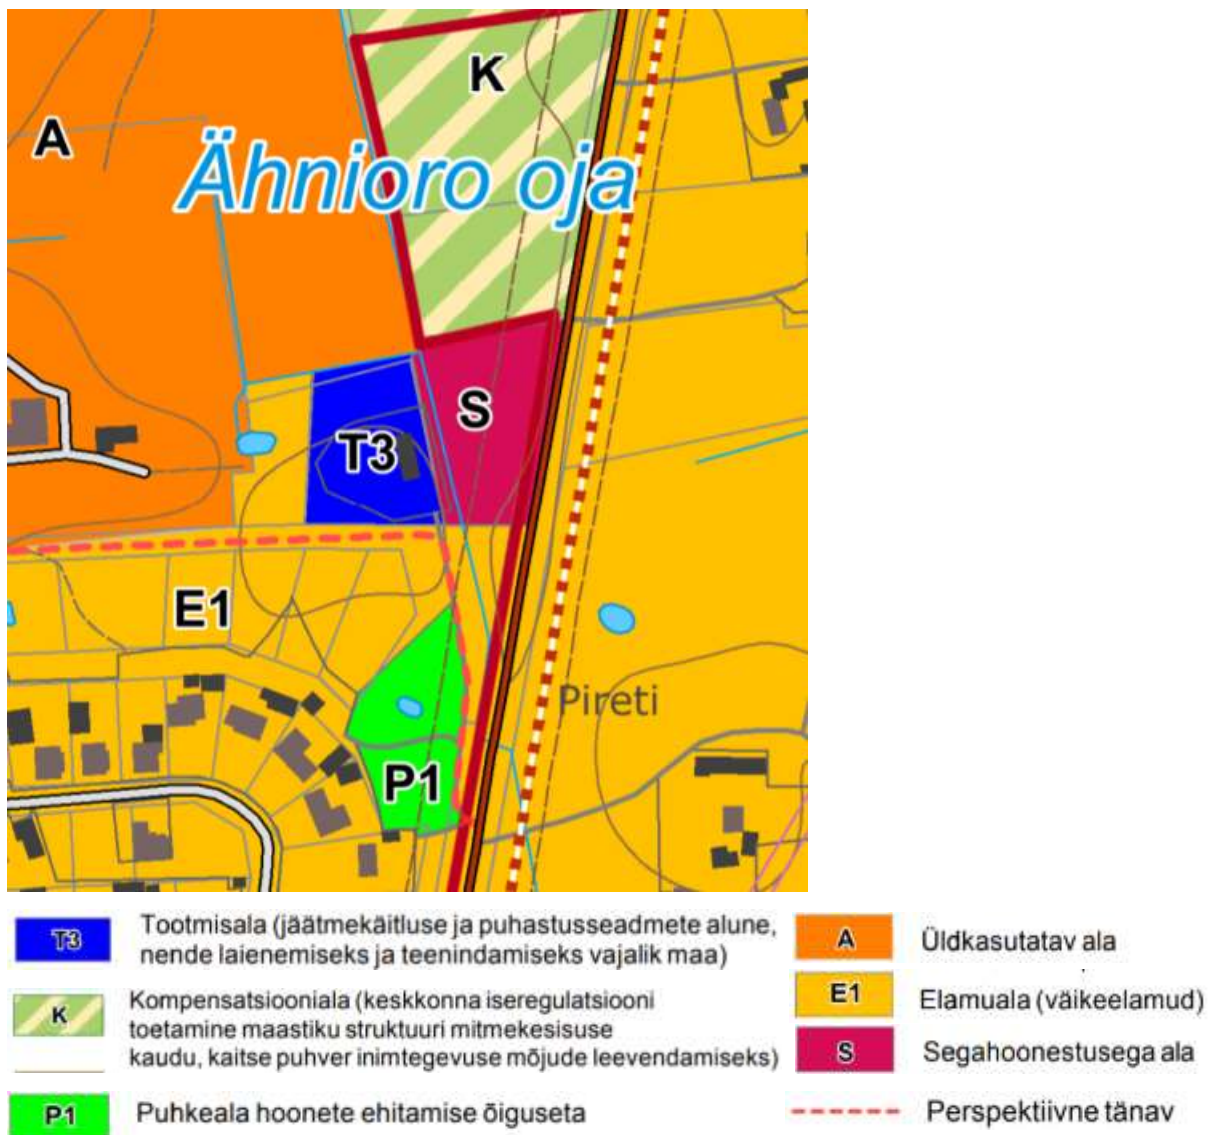 K
A
Ähnioro oja
S
T3
E1
Pireti
P1
T3 Tootmisala (jäätmekäitluse ja puhastusseadmete alune,
nende laienemiseks ja teenindamiseks vajalik maa)
K Kompensatsiooniala (keskkonna iseregulatsiooni
toetamine maastiku struktuuri mitmekesisuse
kaudu, kaitse puhver inimtegevuse mõjude leevendamiseks)
P1 Puhkeala hoonete ehitamise õiguseta
A Üldkasutatav ala
E1 Elamuala (väikeelamud)
S Segahoonestusega ala
Perspektiivne tänav